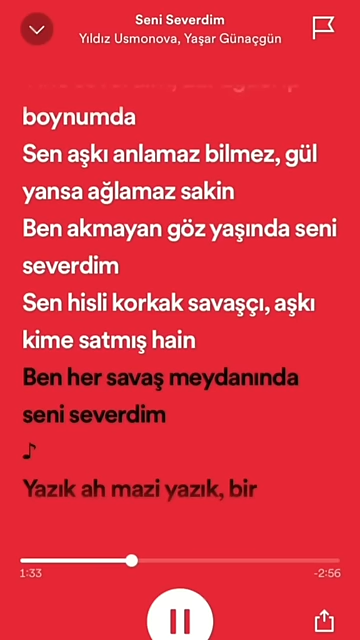 Seni Severdim
Yıldız Usmonova, Yaşar Günaçgün
boynumda
Sen aşkı anlamaz bilmez, gül
yansa ağlamaz sakin
Ben akmayan göz yaşında seni
severdim
Sen hisli korkak savaşçı, aşkı
kime satmış hain
Ben her savaş meydanında
seni severdim
♪
Yazık ah mazi yazık, bir
1:33
-2:56